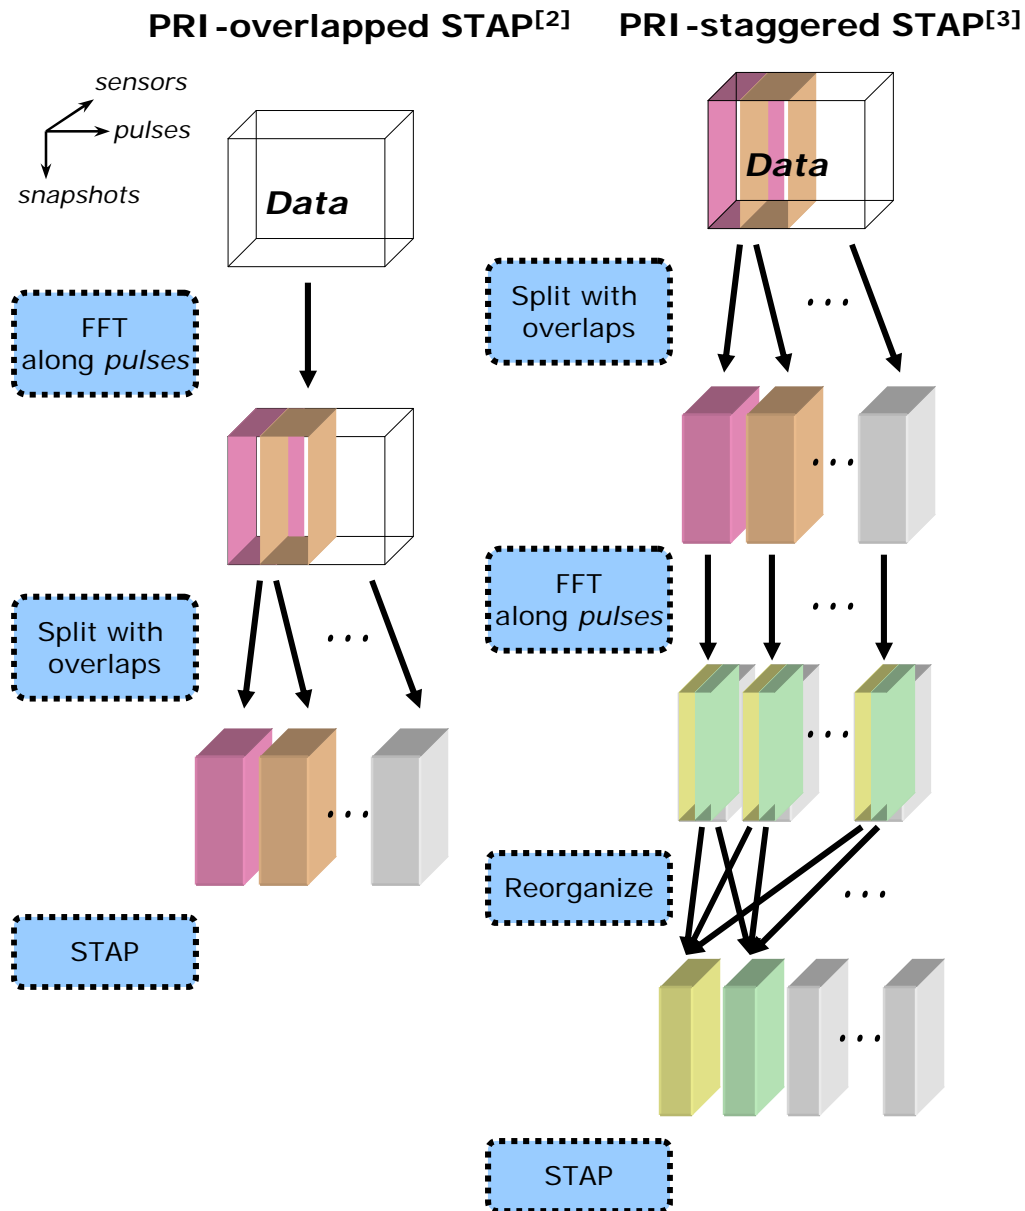 PRI-overlapped STAP[2]
sensors
pulses
snapshots
Data
FFT
along pulses
Split with
overlaps
. . .
. . .
STAP
PRI-staggered STAP[3]
Data
Split with
overlaps
. . .
. . .
FFT
along pulses
. . .
. . .
Reorganize
. . .
. . .
STAP